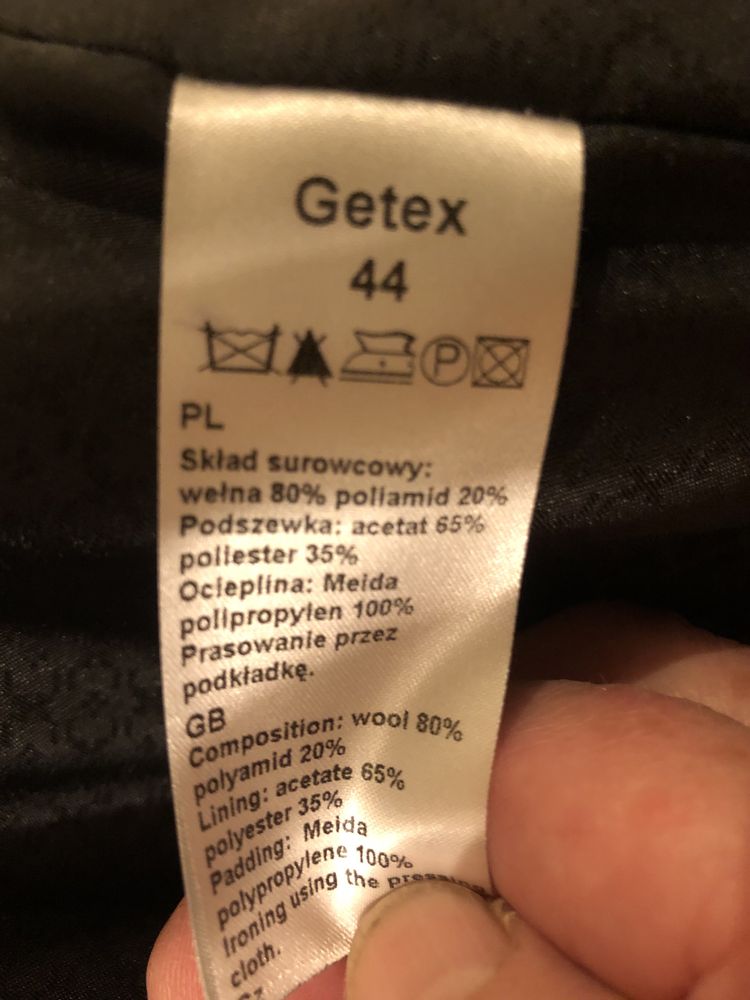 Getex
44
P
PL
Skład surowcowy:
wełna 80% poliamid 20%
Podszewka: acetat 65%
poliester 35%
Ocieplina: Meida
polipropylen 100%
Prasowanie przez
podkładkę.
GB
Composition: wool 80%
polyamid 20%
Lining: acetate 65%
polyester 35%
Padding: Meida
polypropylene 100%
Ironing using the pressing
cloth.